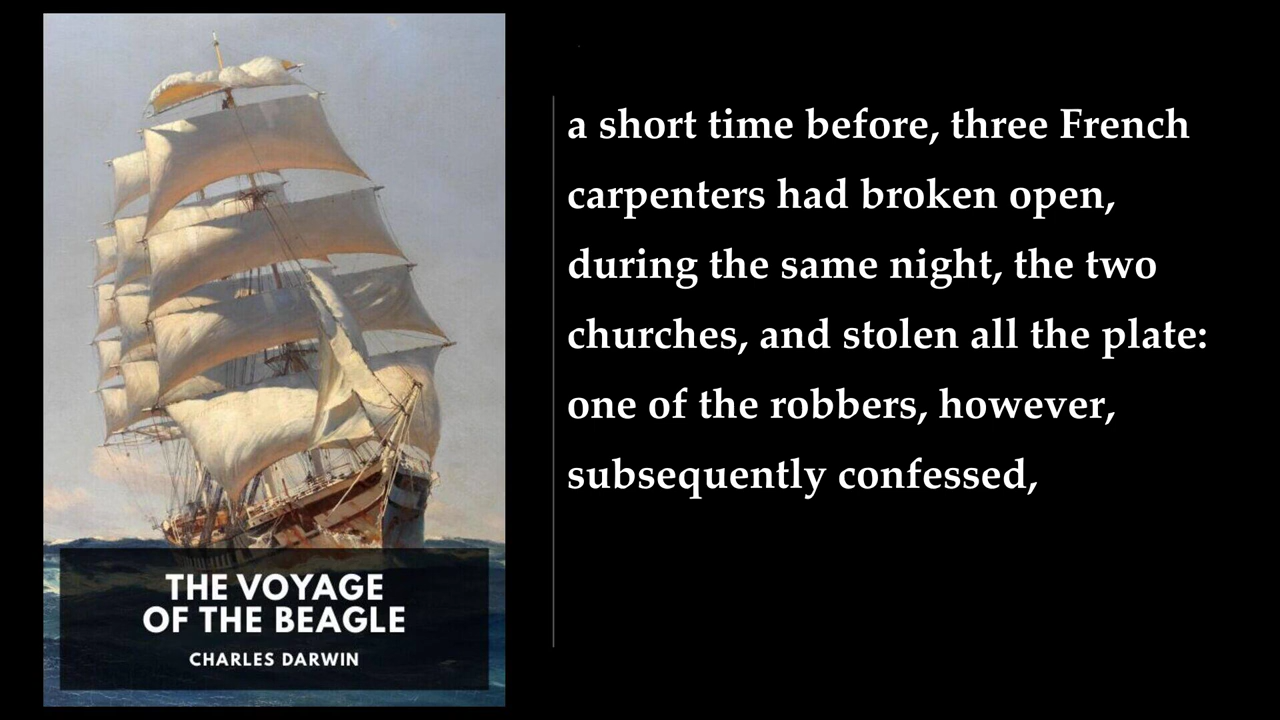 THE VOYAGE
OF THE BEAGLE
CHARLES DARWIN
a short time before, three French
carpenters had broken open,
during the same night, the two
churches, and stolen all the plate:
one of the robbers, however,
subsequently confessed,